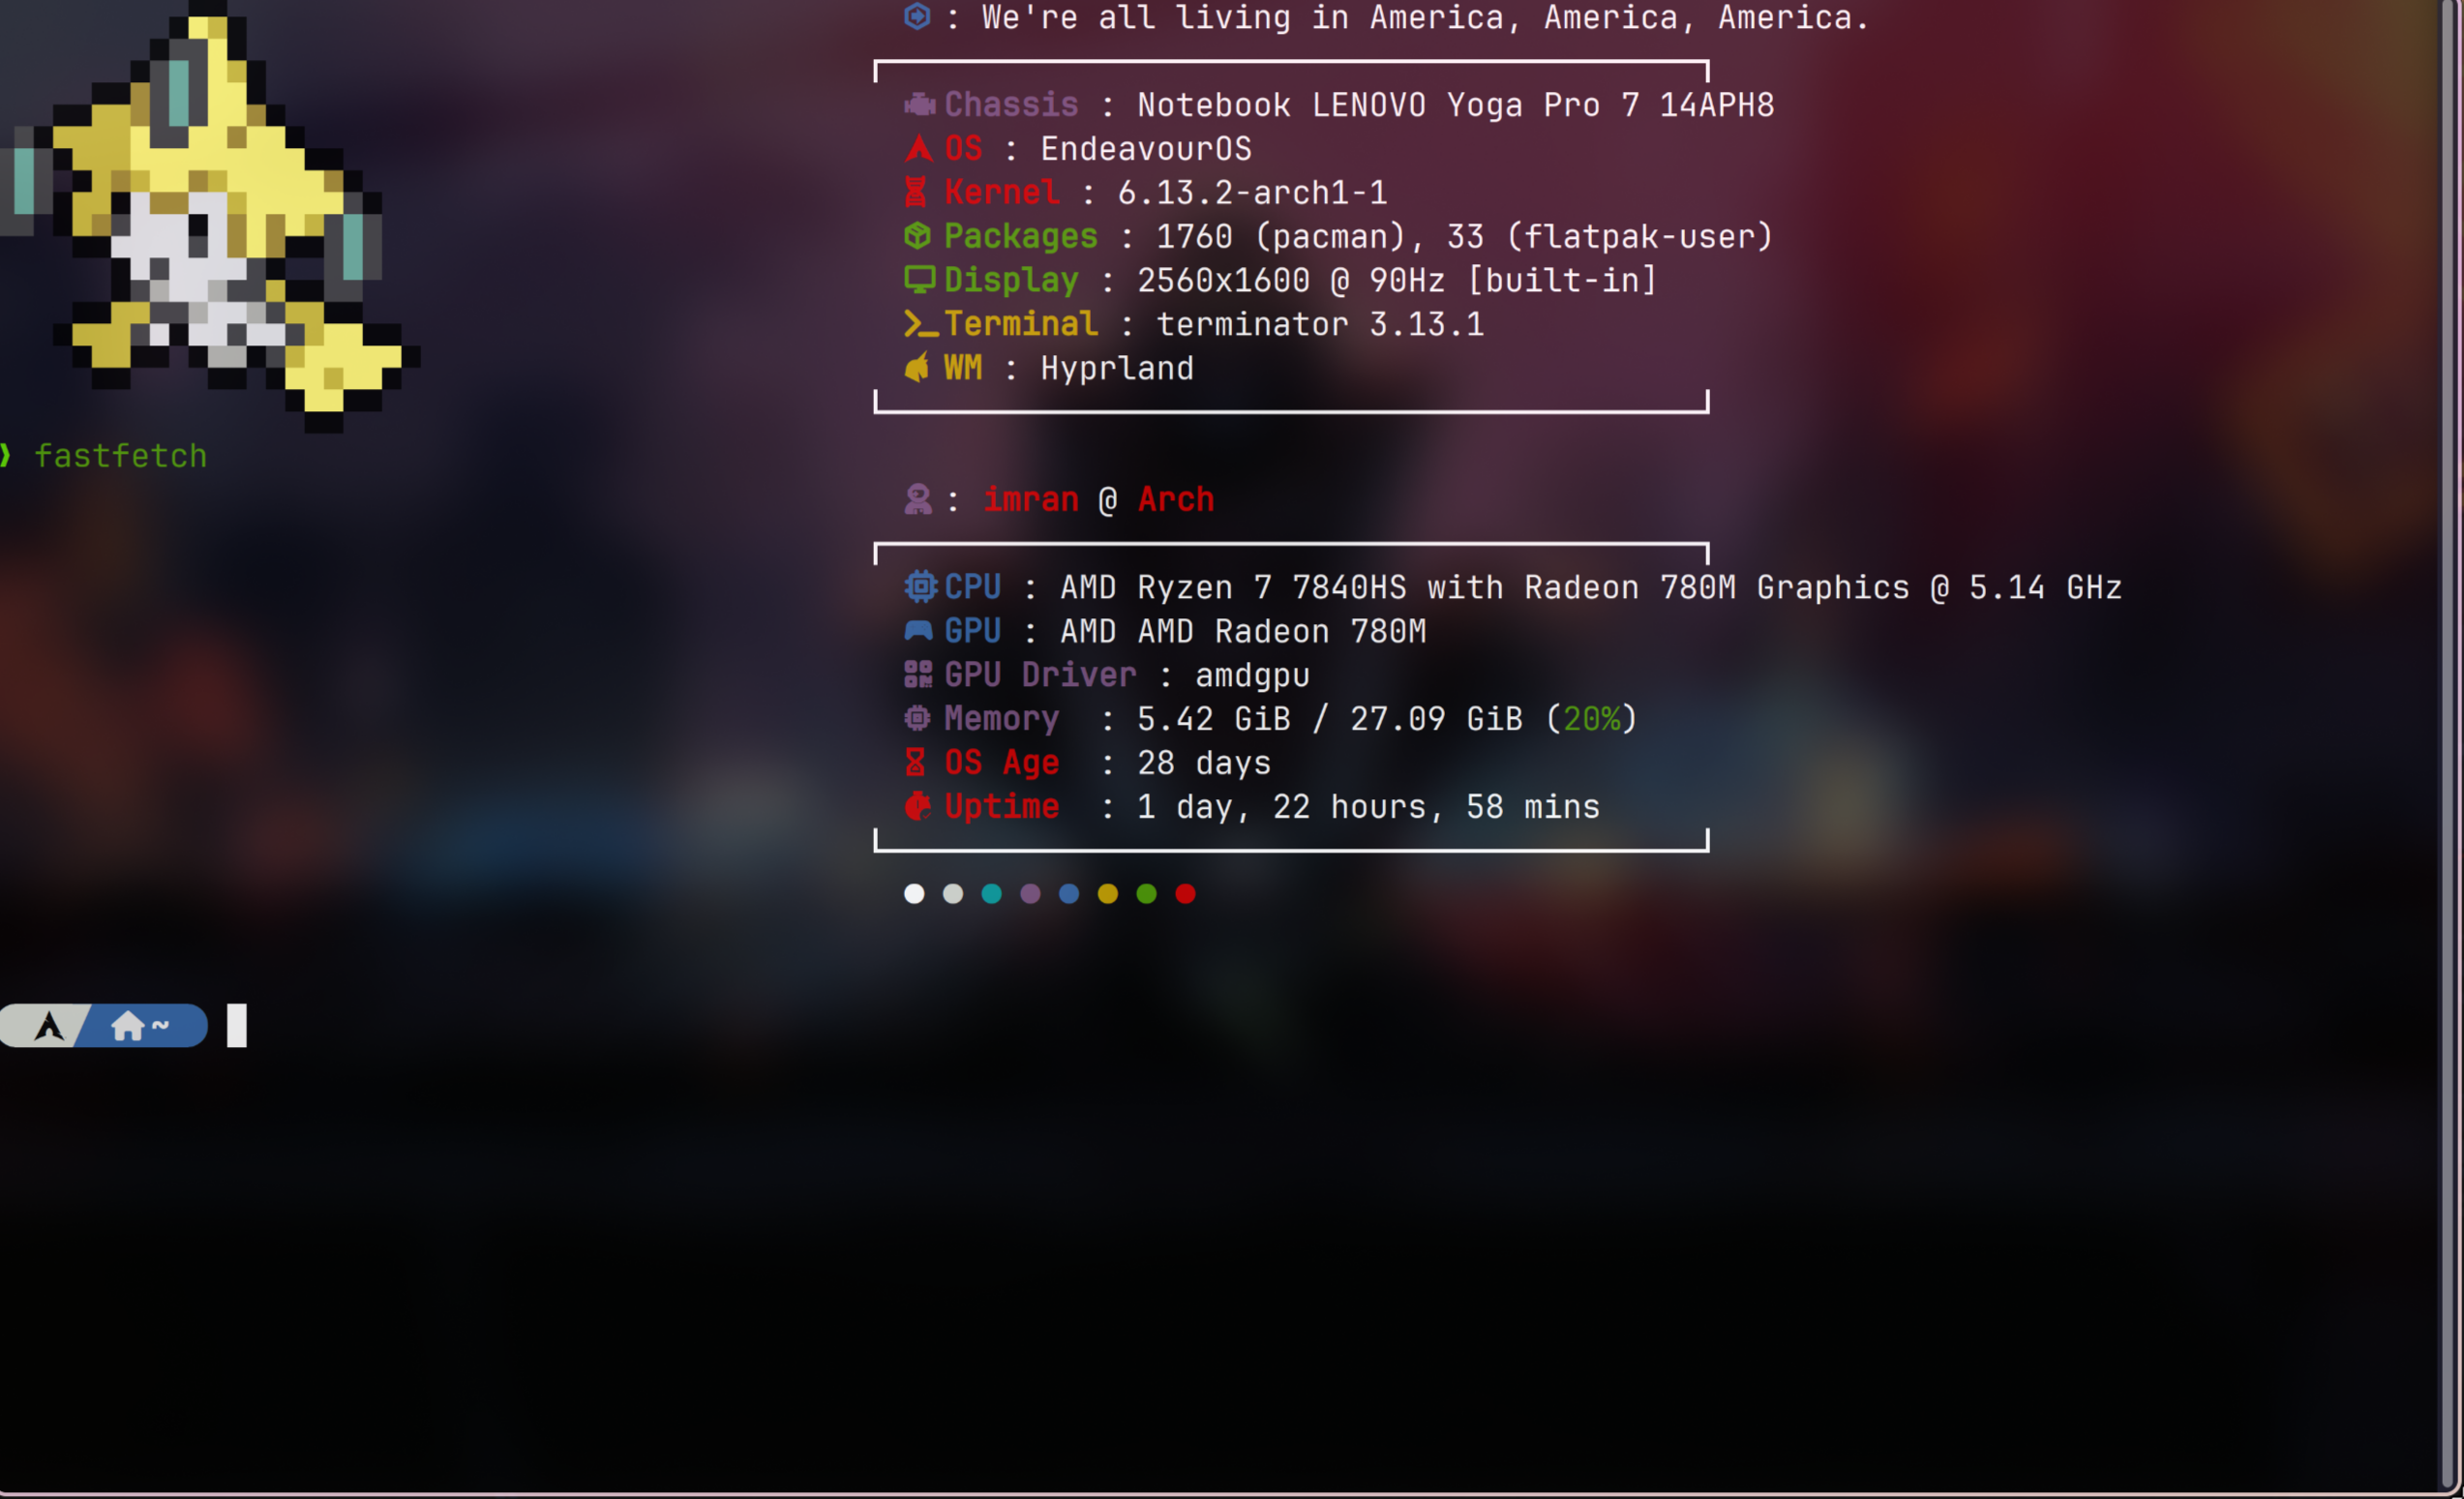 : We're all living in America, America, America.
Chassis : Notebook LENOVO Yoga Pro 7 14APH8
OS : EndeavourOS
Kernel : 6.13.2-arch1-1
Packages : 1760 (pacman), 33 (flatpak-user)
Display : 2560x1600 @ 90Hz [built-in]
Terminal : terminator 3.13.1
WM : Hyprland
❯ fastfetch
: imran @ Arch
CPU : AMD Ryzen 7 7840HS with Radeon 780M Graphics @ 5.14 GHz
GPU : AMD AMD Radeon 780M
GPU Driver : amdgpu
Memory : 5.42 GiB / 27.09 GiB (20%)
OS Age : 28 days
Uptime : 1 day, 22 hours, 58 mins
~